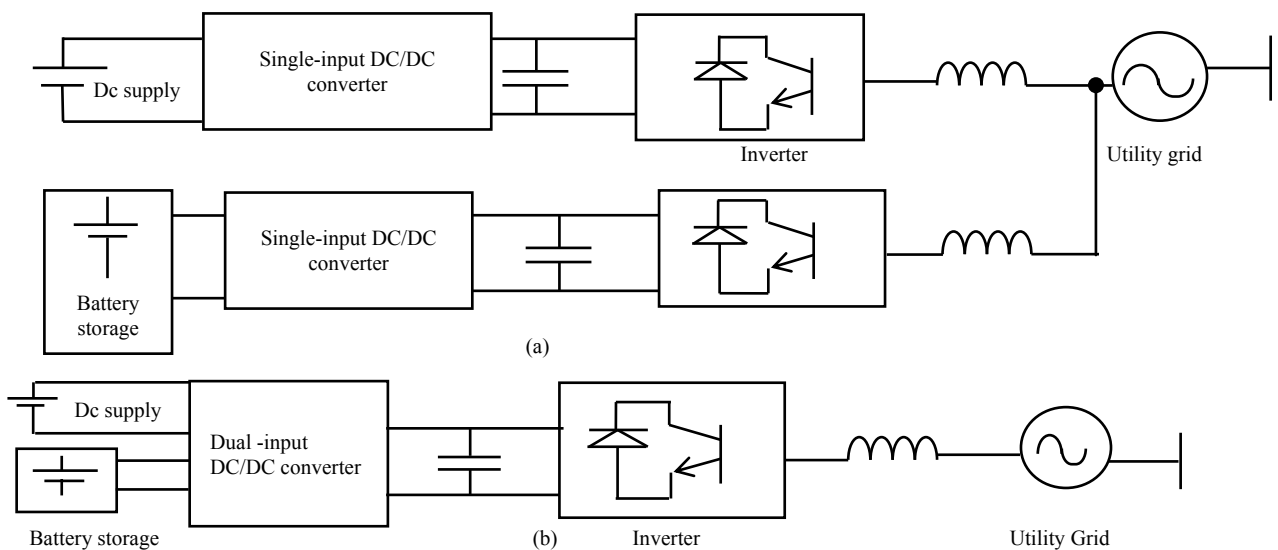 Dc supply
Single-input DC/DC
converter
Inverter
Utility grid
Battery
storage
Single-input DC/DC
converter
(a)
Dc supply
Dual -input
DC/DC converter
Battery storage
(b)
Inverter
Utility Grid